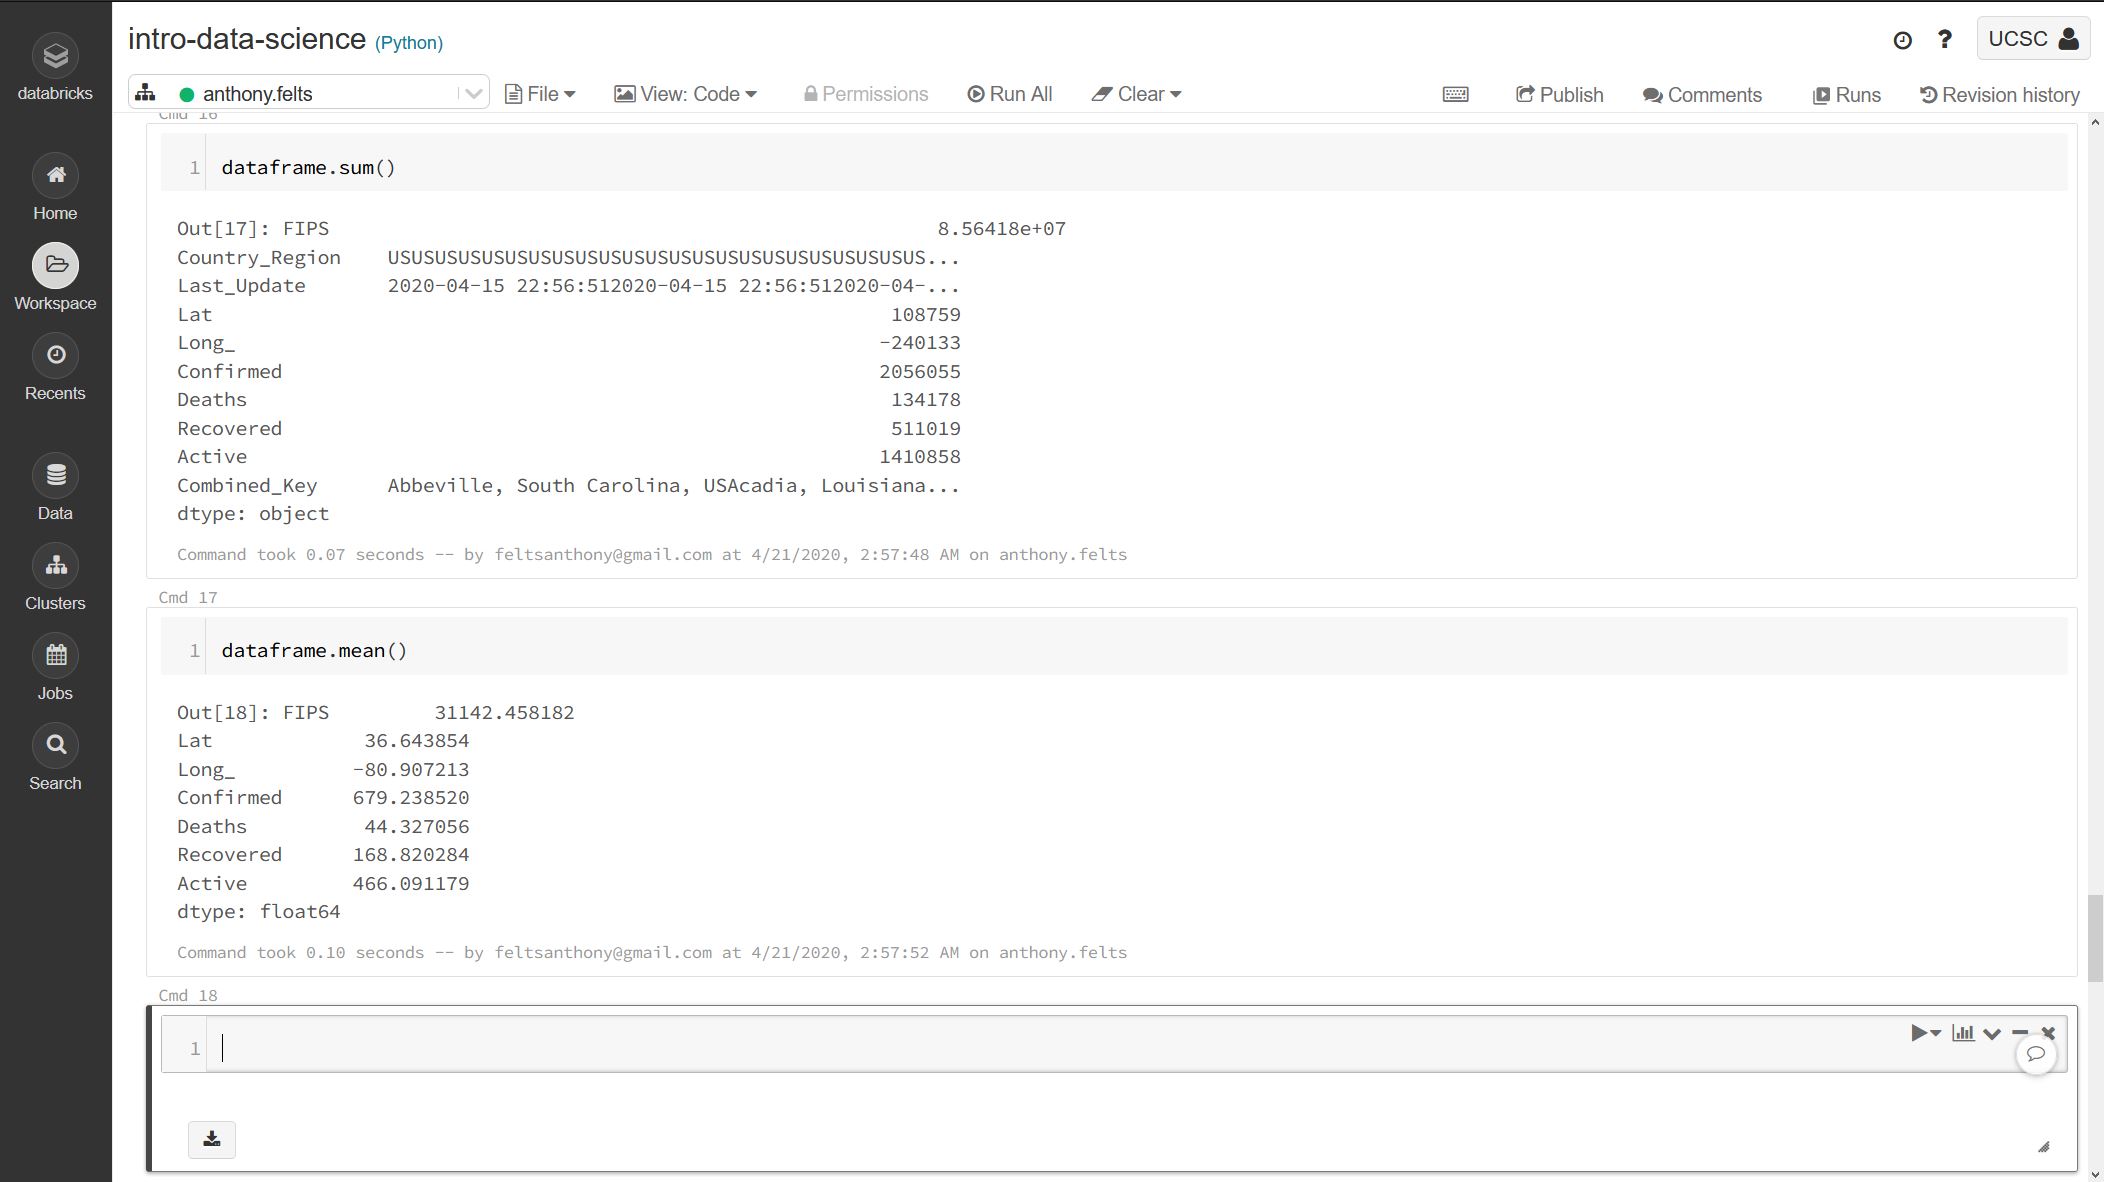 intro-data-science (Python)
UCSC
databricks
anthony.felts
File
View: Code
Permissions
Run All
Clear
Publish
Comments
Runs
Revision history
Home
Workspace
Recents
Data
Clusters
Jobs
Search
Cmd 16
1 dataframe.sum()
Out[17]: FIPS 8.56418e+07
Country_Region USUSUSUSUSUSUSUSUSUSUSUSUSUSUSUSUSUSUSUSUSUSUS...
Last_Update 2020-04-15 22:56:512020-04-15 22:56:512020-04-...
Lat 108759
Long_ -240133
Confirmed 2056055
Deaths 134178
Recovered 511019
Active 1410858
Combined_Key Abbeville, South Carolina, USAcadia, Louisiana...
dtype: object
Command took 0.07 seconds -- by feltsanthony@gmail.com at 4/21/2020, 2:57:48 AM on anthony.felts
Cmd 17
1 dataframe.mean()
Out[18]: FIPS 31142.458182
Lat 36.643854
Long_ -80.907213
Confirmed 679.238520
Deaths 44.327056
Recovered 168.820284
Active 466.091179
dtype: float64
Command took 0.10 seconds -- by feltsanthony@gmail.com at 4/21/2020, 2:57:52 AM on anthony.felts
Cmd 18
1